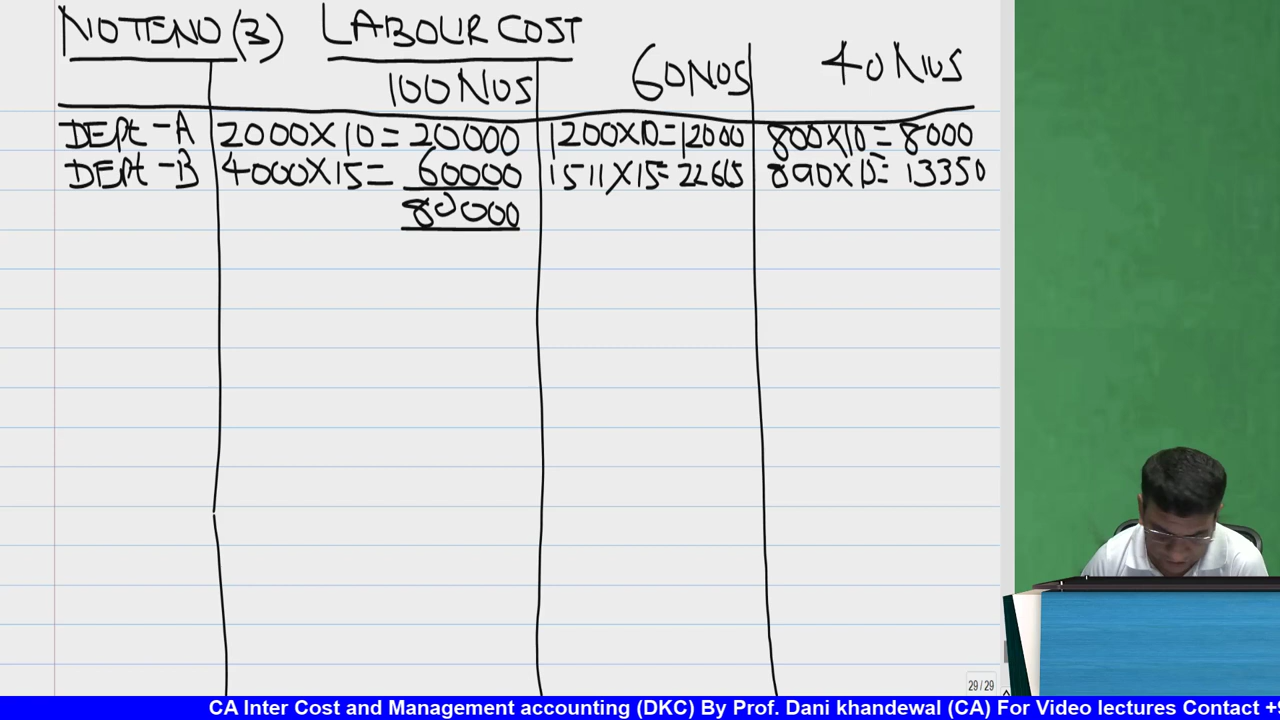 NOTE NO (3) LABOUR COST
100 NOS 60 NOS 40 NOS
DEPt - A 2000 X 10 = 20000 1200 X 10 = 12000 800 X 10 = 8000
DEPt - B 4000 X 15 = 60000 1511 X 15 = 22665 890 X 15 = 13350
80000
29 / 29
CA Inter Cost and Management accounting (DKC) By Prof. Dani khandewal (CA) For Video lectures Contact +